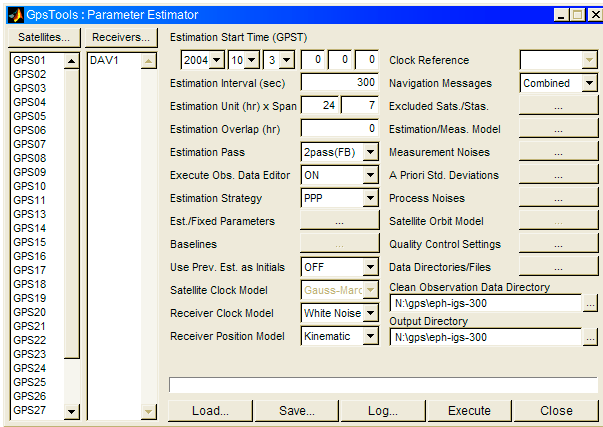 GpsTools : Parameter Estimator
Satellites...
Receivers...
GPS01
GPS02
GPS03
GPS04
GPS05
GPS06
GPS07
GPS08
GPS09
GPS10
GPS11
GPS13
GPS14
GPS15
GPS16
GPS17
GPS18
GPS19
GPS20
GPS21
GPS22
GPS23
GPS24
GPS25
GPS26
GPS27
DAV1
Estimation Start Time (GPST)
2004 10 3 0 0 0
Estimation Interval (sec) 300
Estimation Unit (hr) x Span 24 7
Estimation Overlap (hr) 0
Estimation Pass 2pass(FB)
Execute Obs. Data Editor ON
Estimation Strategy PPP
Est./Fixed Parameters ...
Baselines ...
Use Prev. Est. as Initials OFF
Satellite Clock Model Gauss-Marc
Receiver Clock Model White Noise
Receiver Position Model Kinematic
Clock Reference
Navigation Messages Combined
Excluded Sats./Stas. ...
Estimation/Meas. Model ...
Measurement Noises ...
A Priori Std. Deviations ...
Process Noises ...
Satellite Orbit Model ...
Quality Control Settings ...
Data Directories/Files ...
Clean Observation Data Directory
N:\gps\eph-igs-300 ...
Output Directory
N:\gps\eph-igs-300 ...
Load...
Save...
Log...
Execute
Close